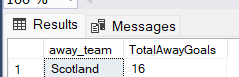 100 %
Results Messages
away_team TotalAwayGoals
1 Scotland 16